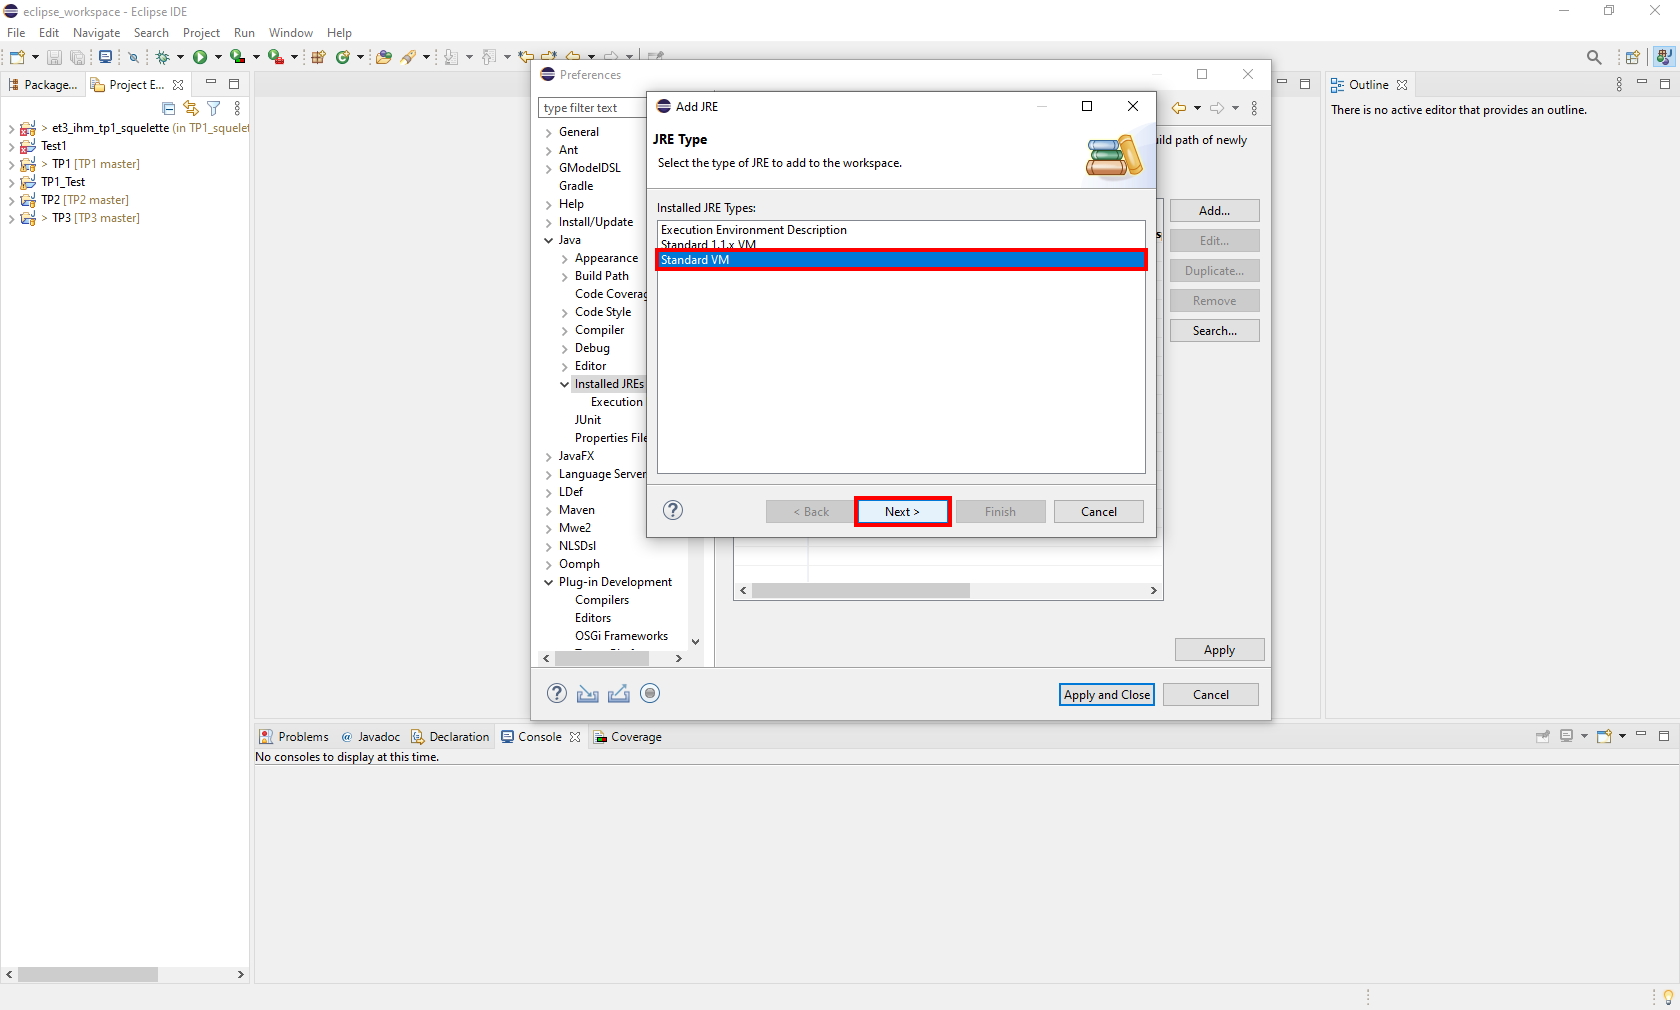 eclipse_workspace - Eclipse IDE
File Edit Navigate Search Project Run Window Help
Package... Project E...
> et3_ihm_tp1_squelette (in TP1_squelet
Test1
> TP1 [TP1 master]
TP1_Test
TP2 [TP2 master]
> TP3 [TP3 master]
Preferences
type filter text
General
Ant
GModelDSL
Gradle
Help
Install/Update
Java
Appearance
Build Path
Code Coverag
Code Style
Compiler
Debug
Editor
Installed JREs
Execution
JUnit
Properties File
JavaFX
Language Server
LDef
Maven
Mwe2
NLSDsl
Oomph
Plug-in Development
Compilers
Editors
OSGi Frameworks
Add JRE
JRE Type
Select the type of JRE to add to the workspace.
Installed JRE Types:
Execution Environment Description
Standard 1.1.x VM
Standard VM
< Back Next > Finish Cancel
uild path of newly
Add...
Edit...
Duplicate...
Remove
Search...
Apply
Apply and Close Cancel
Outline
There is no active editor that provides an outline.
Problems @ Javadoc Declaration Console Coverage
No consoles to display at this time.